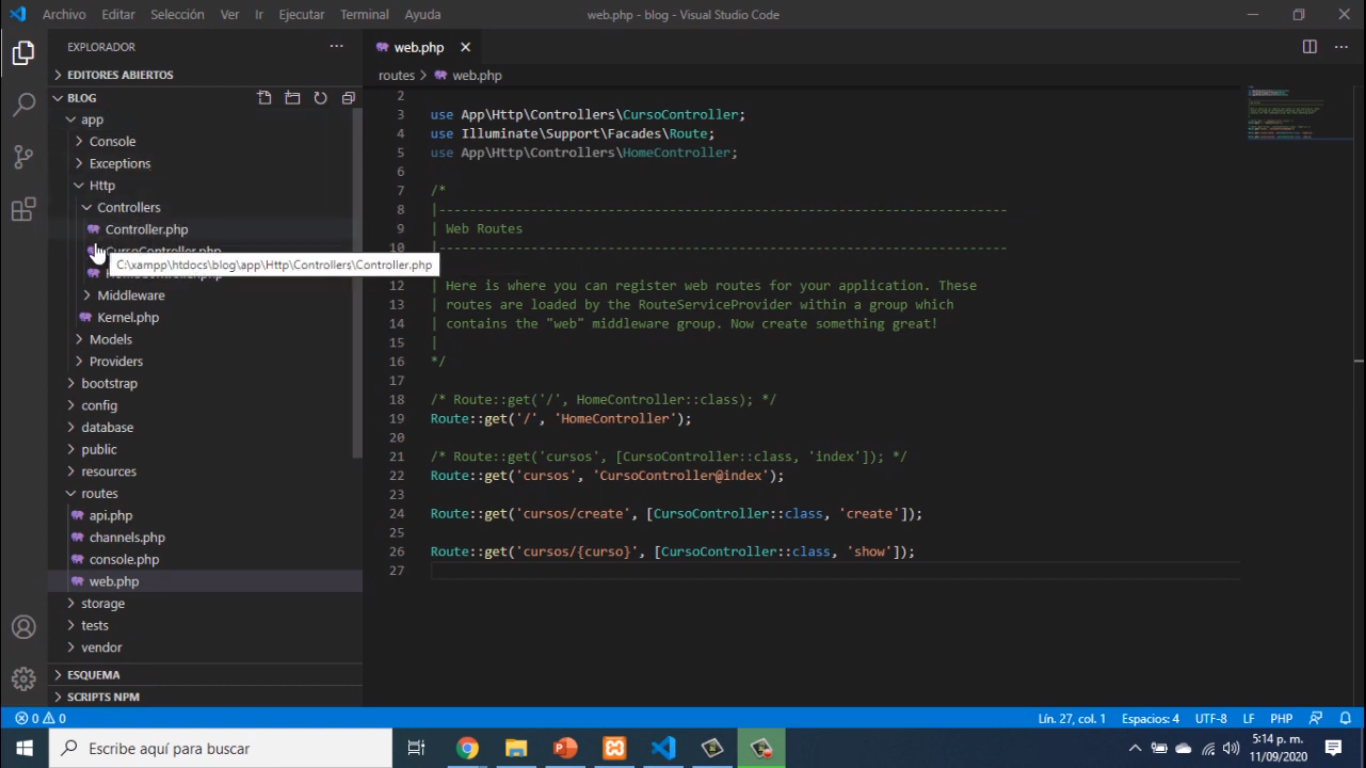 Archivo Editar Selección Ver Ir Ejecutar Terminal Ayuda
web.php - blog - Visual Studio Code
EXPLORADOR
EDITORES ABIERTOS
BLOG
app
Console
Exceptions
Http
Controllers
Controller.php
CursoController.php
C:\xampp\htdocs\blog\app\Http\Controllers\Controller.php
Middleware
Kernel.php
Models
Providers
bootstrap
config
database
public
resources
routes
api.php
channels.php
console.php
web.php
storage
tests
vendor
ESQUEMA
SCRIPTS NPM
web.php
routes > web.php
2
3 use App\Http\Controllers\CursoController;
4 use Illuminate\Support\Facades\Route;
5 use App\Http\Controllers\HomeController;
6
7 /*
8 |--------------------------------------------------------------------------
9 | Web Routes
10 |--------------------------------------------------------------------------
12 | Here is where you can register web routes for your application. These
13 | routes are loaded by the RouteServiceProvider within a group which
14 | contains the "web" middleware group. Now create something great!
15 |
16 */
17
18 /* Route::get('/', HomeController::class); */
19 Route::get('/', 'HomeController');
20
21 /* Route::get('cursos', [CursoController::class, 'index']); */
22 Route::get('cursos', 'CursoController@index');
23
24 Route::get('cursos/create', [CursoController::class, 'create']);
25
26 Route::get('cursos/{curso}', [CursoController::class, 'show']);
27
0 0
Lín. 27, col. 1 Espacios: 4 UTF-8 LF PHP
Escribe aquí para buscar
5:14 p. m.
11/09/2020